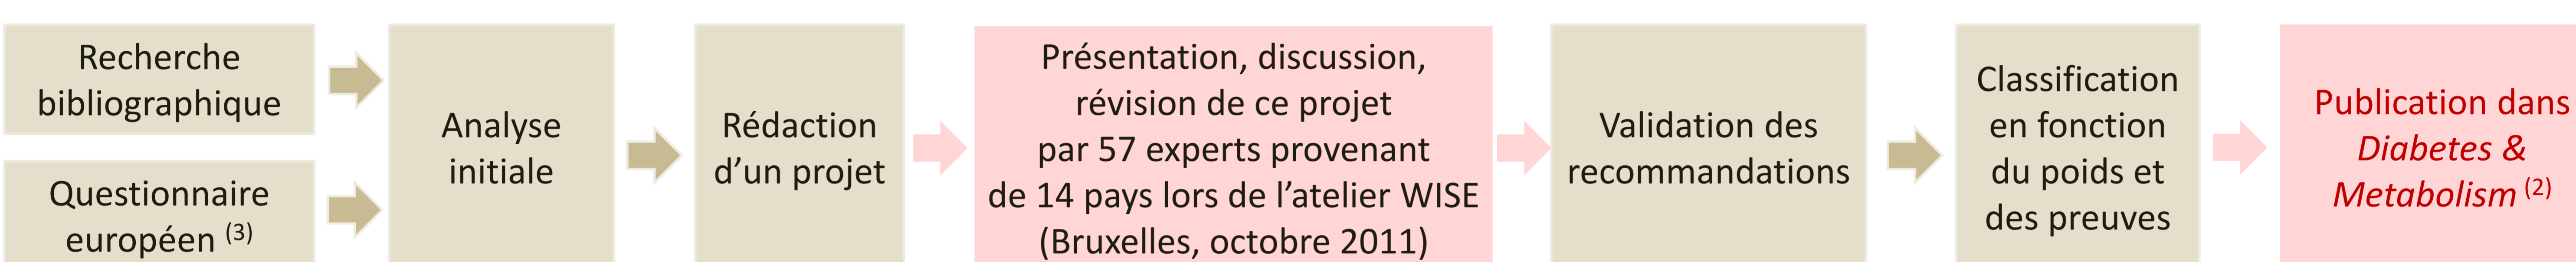 Recherche
bibliographique
Questionnaire
européen (3)
Analyse
initiale
Rédaction
d’un projet
Présentation, discussion,
révision de ce projet
par 57 experts provenant
de 14 pays lors de l’atelier WISE
(Bruxelles, octobre 2011)
Validation des
recommandations
Classification
en fonction
du poids et
des preuves
Publication dans
Diabetes &
Metabolism (2)